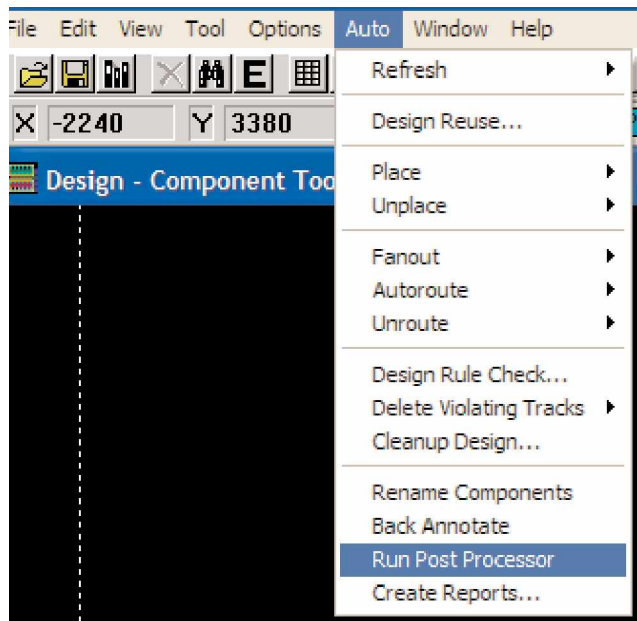 File Edit View Tool Options Auto Window Help
E
X -2240 Y 3380
Design - Component Too
Refresh
Design Reuse...
Place
Unplace
Fanout
Autoroute
Unroute
Design Rule Check...
Delete Violating Tracks
Cleanup Design...
Rename Components
Back Annotate
Run Post Processor
Create Reports...